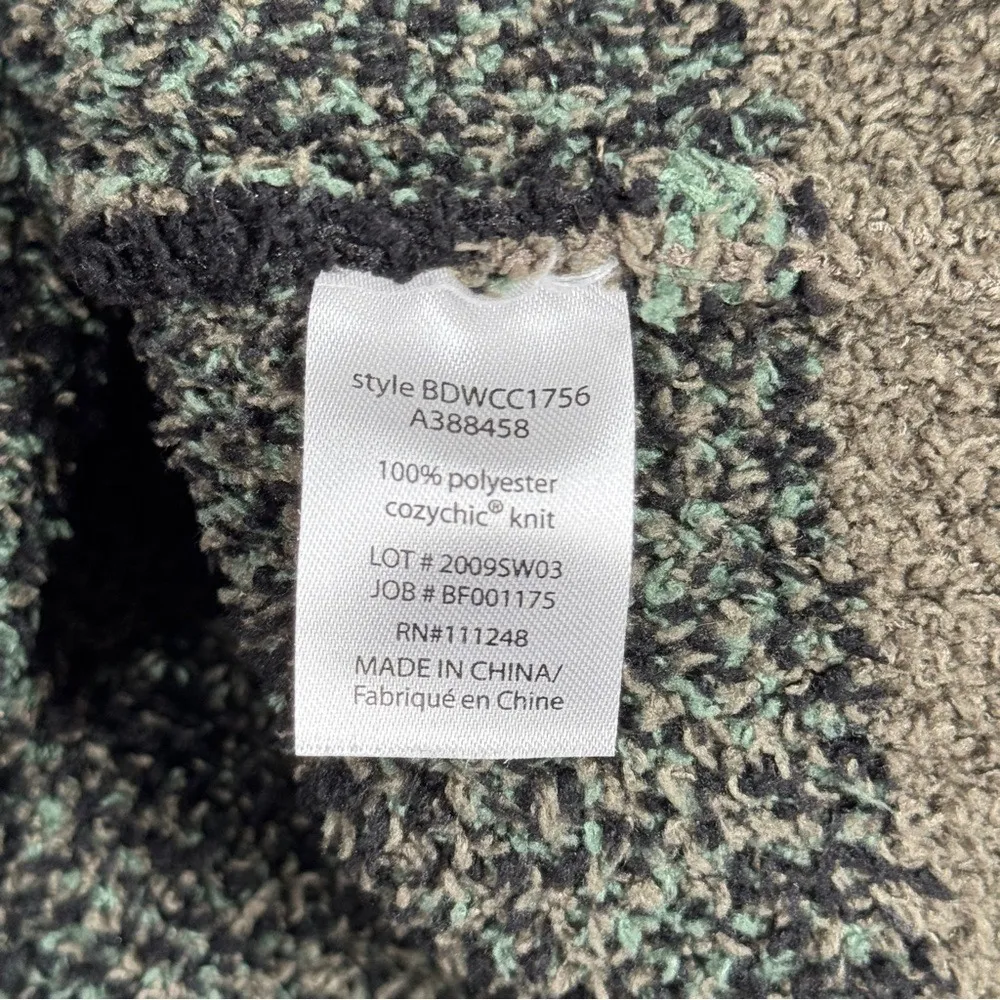 style BDWCC1756
A388458
100% polyester
cozychic® knit
LOT # 2009SW03
JOB # BF001175
RN#111248
MADE IN CHINA/
Fabriqué en Chine